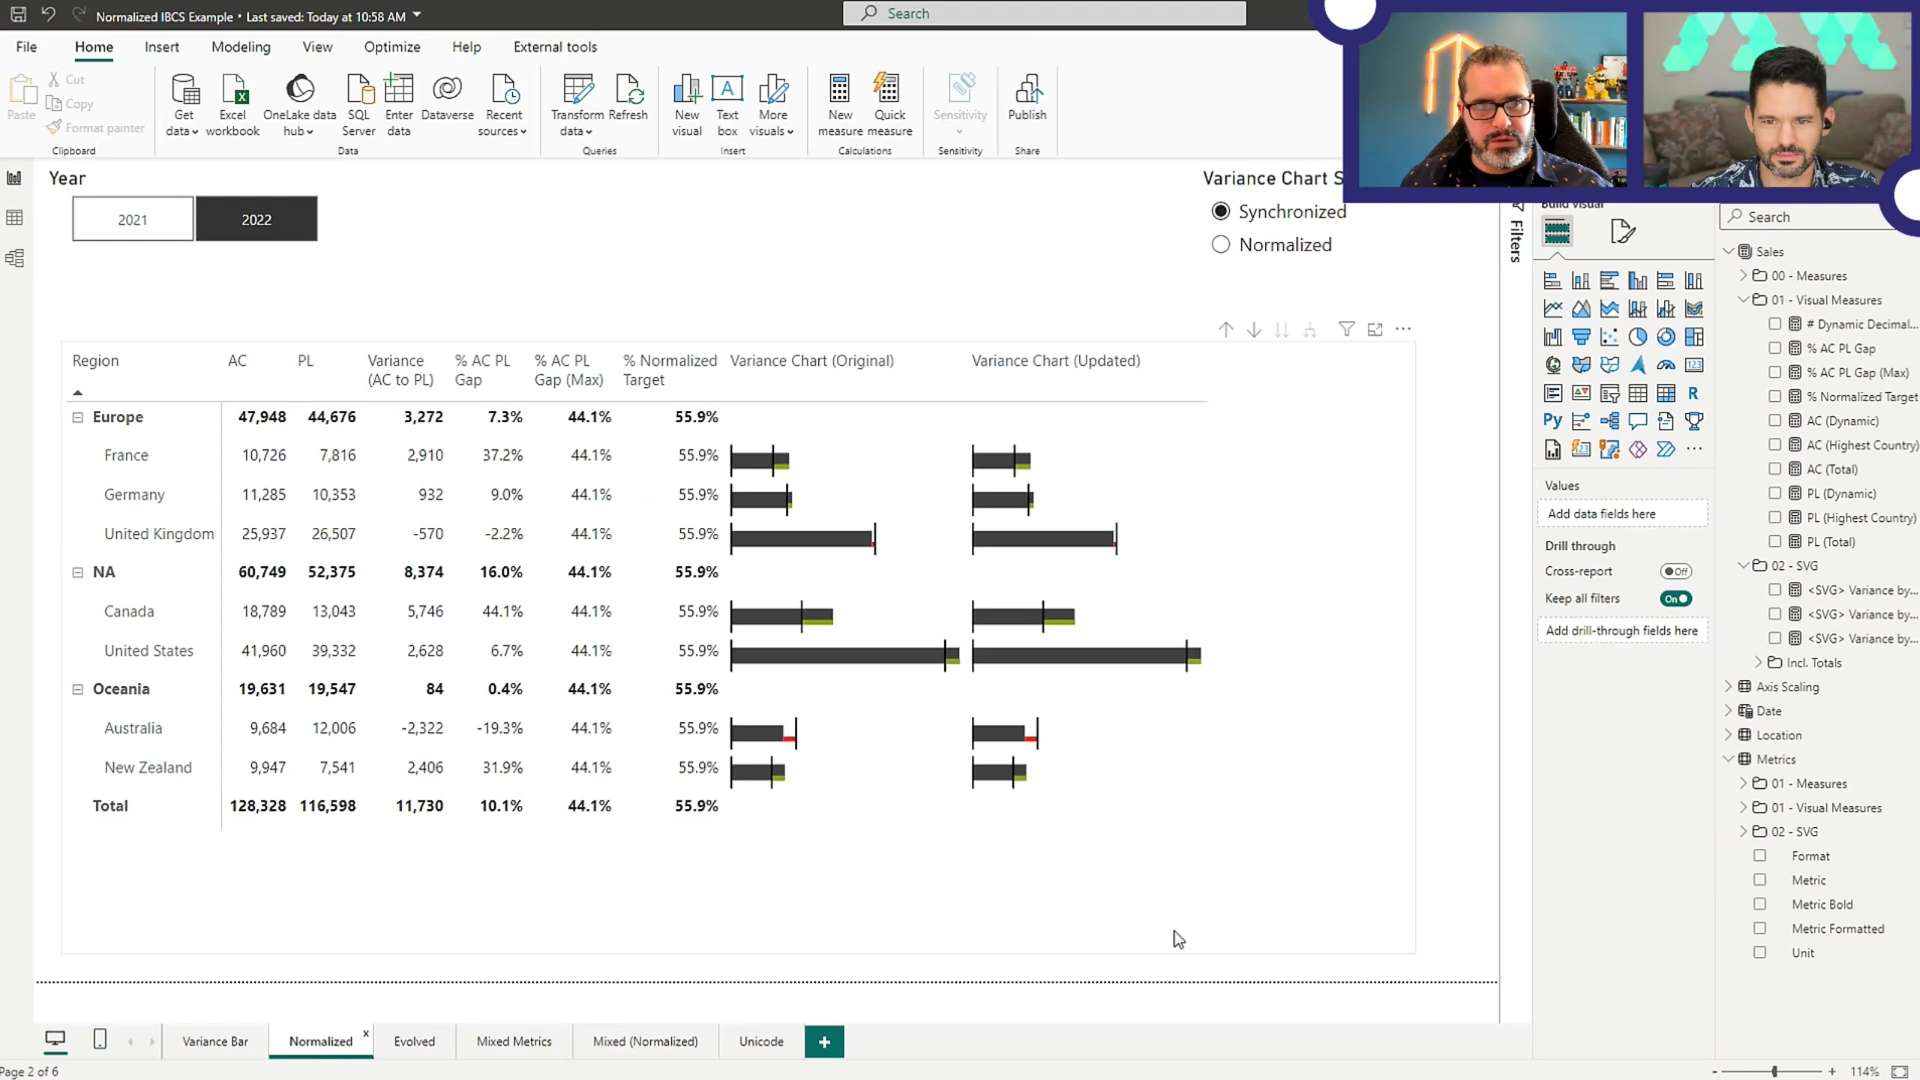 Normalized IBCS Example • Last saved: Today at 10:58 AM
Search
File Home Insert Modeling View Optimize Help External tools
Paste
Cut
Copy
Format painter
Clipboard
Get data
Excel workbook
OneLake data hub
SQL Server
Enter data
Dataverse
Recent sources
Data
Transform data
Refresh
Queries
New visual
Text box
More visuals
Insert
New measure
Quick measure
Calculations
Sensitivity
Sensitivity
Publish
Share
Year
2021 2022
Variance Chart S
Synchronized
Normalized
Region AC PL Variance (AC to PL) % AC PL Gap % AC PL Gap (Max) % Normalized Target Variance Chart (Original) Variance Chart (Updated)
Europe 47,948 44,676 3,272 7.3% 44.1% 55.9%
France 10,726 7,816 2,910 37.2% 44.1% 55.9%
Germany 11,285 10,353 932 9.0% 44.1% 55.9%
United Kingdom 25,937 26,507 -570 -2.2% 44.1% 55.9%
NA 60,749 52,375 8,374 16.0% 44.1% 55.9%
Canada 18,789 13,043 5,746 44.1% 44.1% 55.9%
United States 41,960 39,332 2,628 6.7% 44.1% 55.9%
Oceania 19,631 19,547 84 0.4% 44.1% 55.9%
Australia 9,684 12,006 -2,322 -19.3% 44.1% 55.9%
New Zealand 9,947 7,541 2,406 31.9% 44.1% 55.9%
Total 128,328 116,598 11,730 10.1% 44.1% 55.9%
Filters
Build visual
R
Py
Values
Add data fields here
Drill through
Cross-report Off
Keep all filters On
Add drill-through fields here
Search
Sales
00 - Measures
01 - Visual Measures
# Dynamic Decimal...
% AC PL Gap
% AC PL Gap (Max)
% Normalized Target
AC (Dynamic)
AC (Highest Country)
AC (Total)
PL (Dynamic)
PL (Highest Country)
PL (Total)
02 - SVG
<SVG> Variance by...
<SVG> Variance by...
<SVG> Variance by...
Incl. Totals
Axis Scaling
Date
Location
Metrics
01 - Measures
01 - Visual Measures
02 - SVG
Format
Metric
Metric Bold
Metric Formatted
Unit
Variance Bar Normalized x Evolved Mixed Metrics Mixed (Normalized) Unicode +
Page 2 of 6
- + 114%